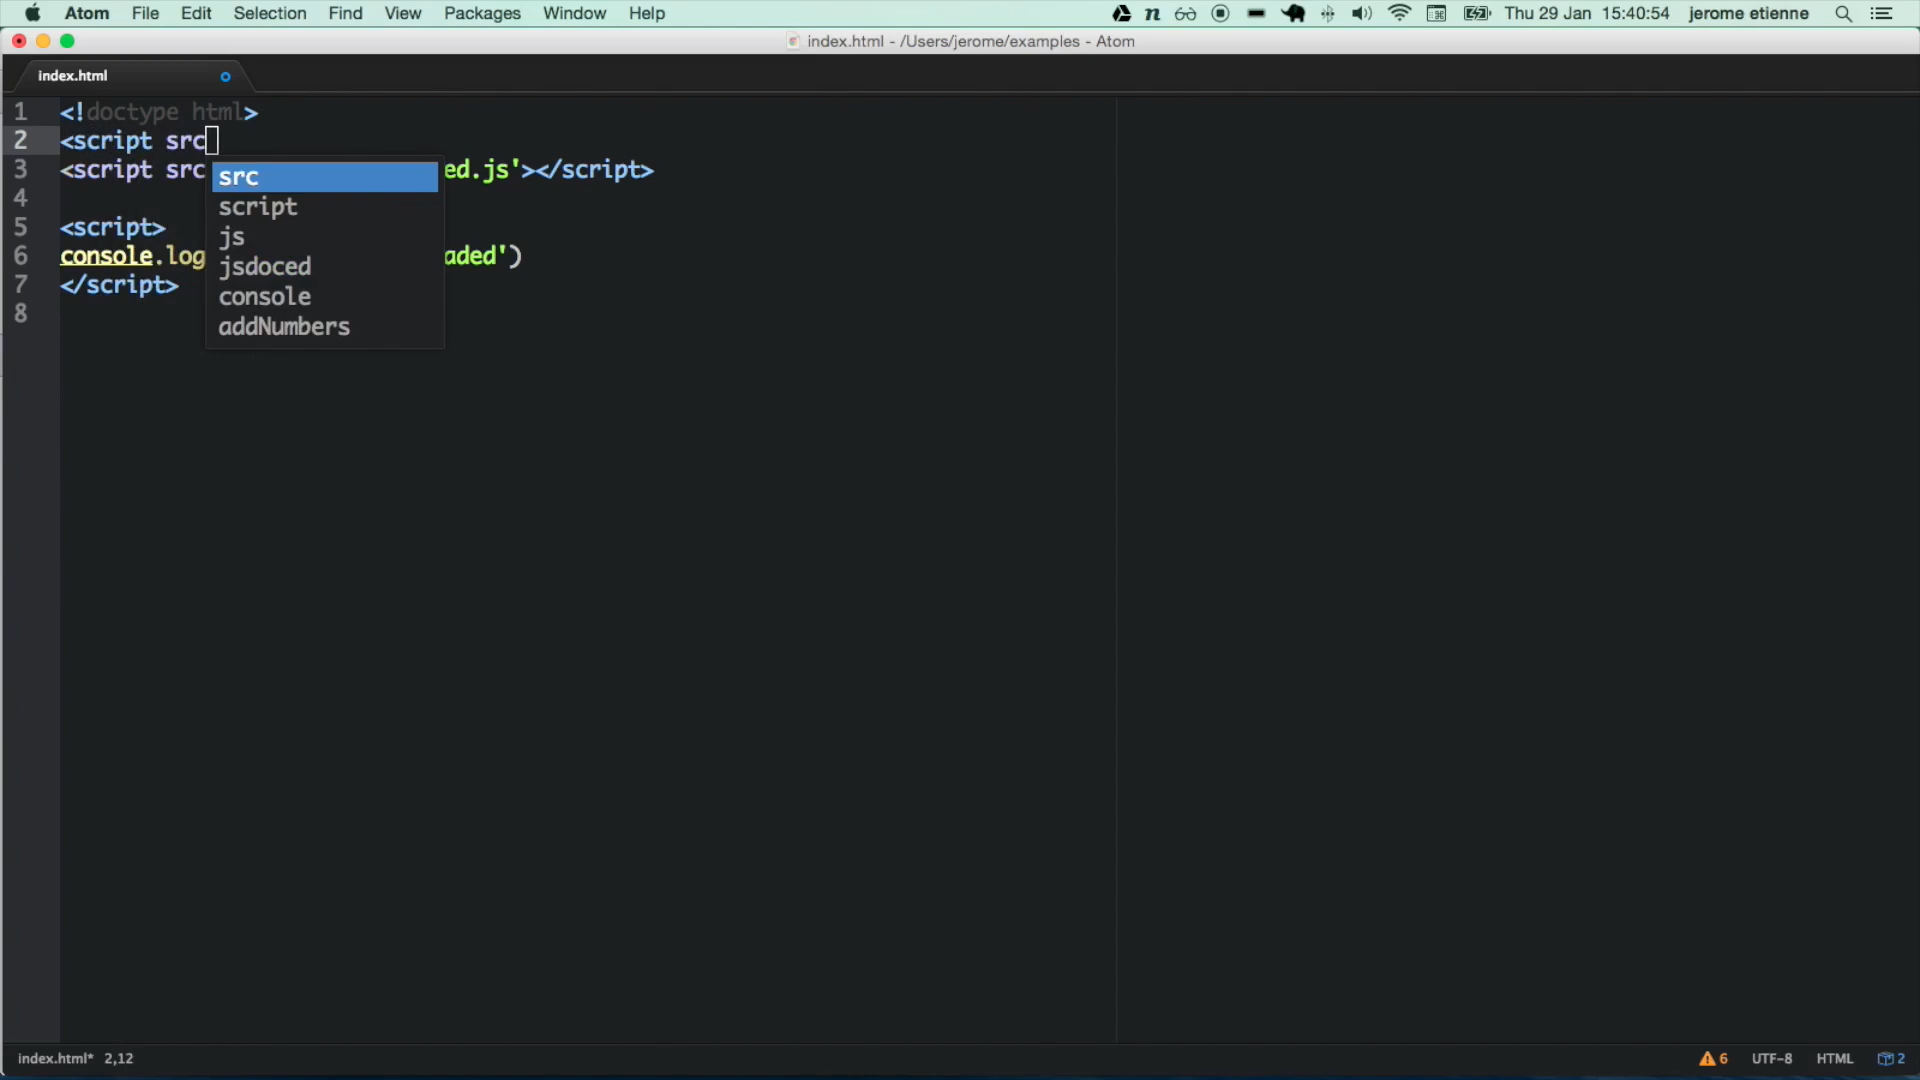 Atom File Edit Selection Find View Packages Window Help n Thu 29 Jan 15:40:54 jerome etienne
index.html - /Users/jerome/examples - Atom
index.html
1 <!doctype html>
2 <script src
3 <script src ed.js'></script>
4
5 <script>
6 console.log aded')
7 </script>
8
src
script
js
jsdoced
console
addNumbers
index.html* 2,12 6 UTF-8 HTML 2